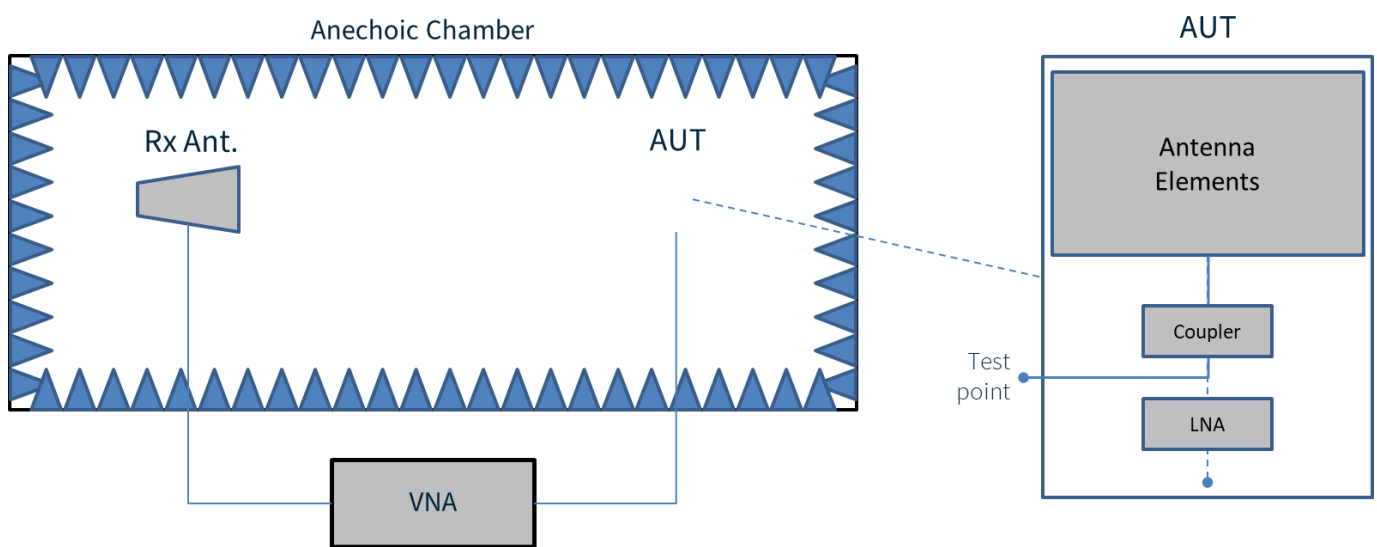 Anechoic Chamber
AUT
Rx Ant.
AUT
Antenna
Elements
Coupler
Test
point
LNA
VNA